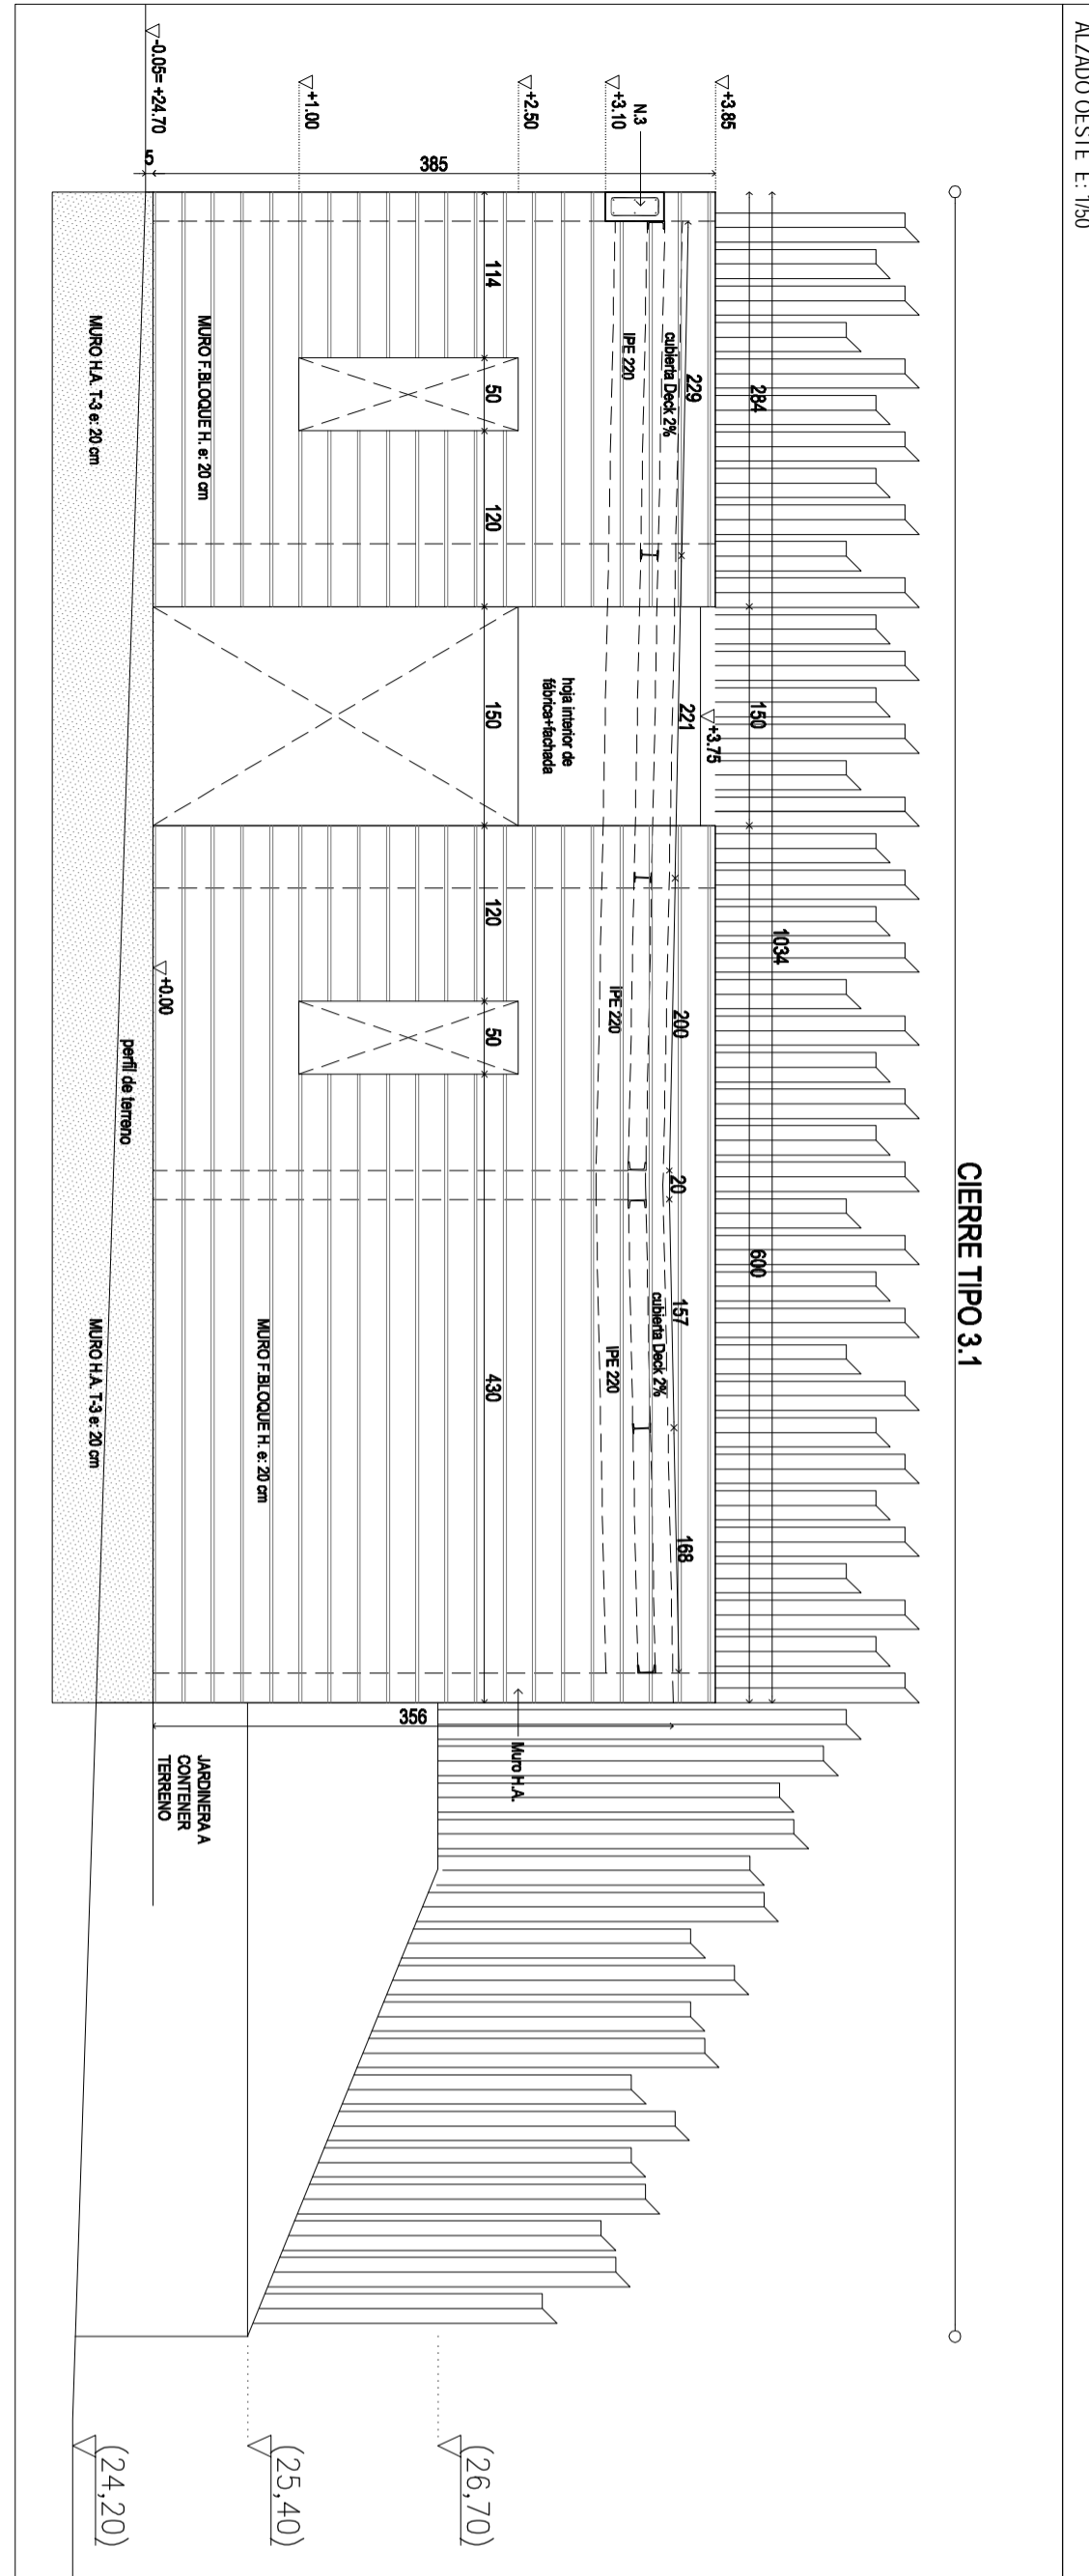 ALZADO OESTE E: 1/50
CIERRE TIPO 3.1
1034
284
150
600
+3.85
+3.75
+3.10
+2.50
+1.00
-0.05= +24.70
+0.00
N.3
229
221
200
20
157
168
cubierta Deck 2%
cubierta Deck 2%
IPE 220
IPE 220
IPE 220
hoja interior de
fábrica+fachada
385
5
114
50
120
150
120
50
430
356
Muro H.A.
MURO F.BLOQUE H. e: 20 cm
MURO F.BLOQUE H. e: 20 cm
JARDINERA A
CONTENER
TERRENO
perfil de terreno
MURO H.A. T-3 e: 20 cm
MURO H.A. T-3 e: 20 cm
(26,70)
(25,40)
(24,20)